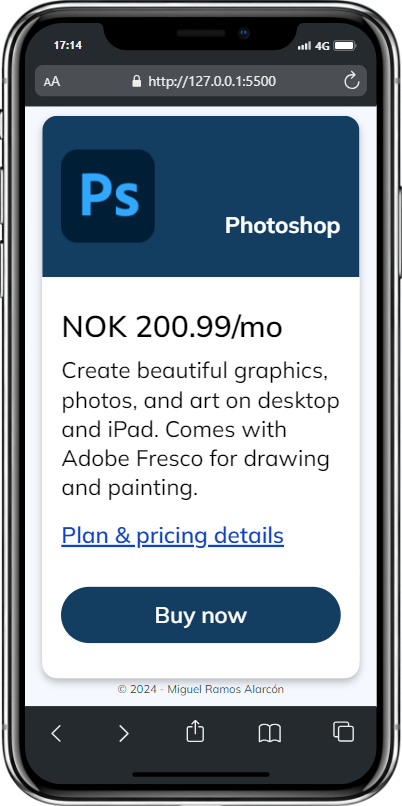 17:14
4G
AA
http://127.0.0.1:5500
Ps
Photoshop
NOK 200.99/mo
Create beautiful graphics,
photos, and art on desktop
and iPad. Comes with
Adobe Fresco for drawing
and painting.
Plan & pricing details
Buy now
© 2024 - Miguel Ramos Alarcón